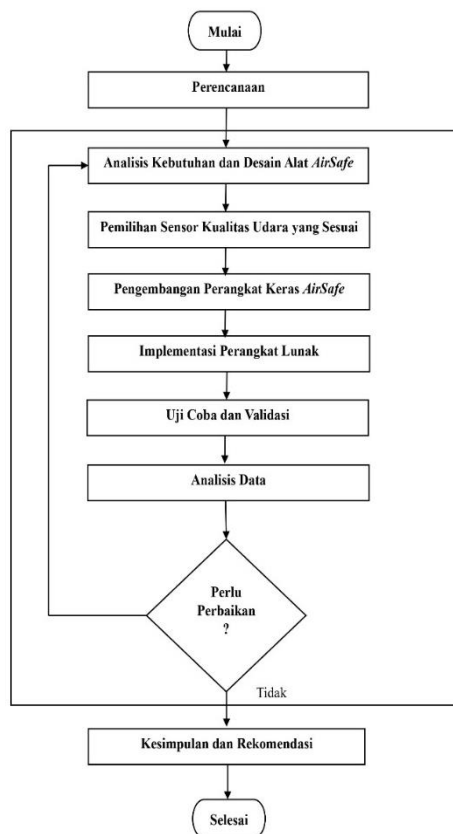 Mulai
Perencanaan
Analisis Kebutuhan dan Desain Alat AirSafe
Pemilihan Sensor Kualitas Udara yang Sesuai
Pengembangan Perangkat Keras AirSafe
Implementasi Perangkat Lunak
Uji Coba dan Validasi
Analisis Data
Perlu
Perbaikan
?
Tidak
Kesimpulan dan Rekomendasi
Selesai